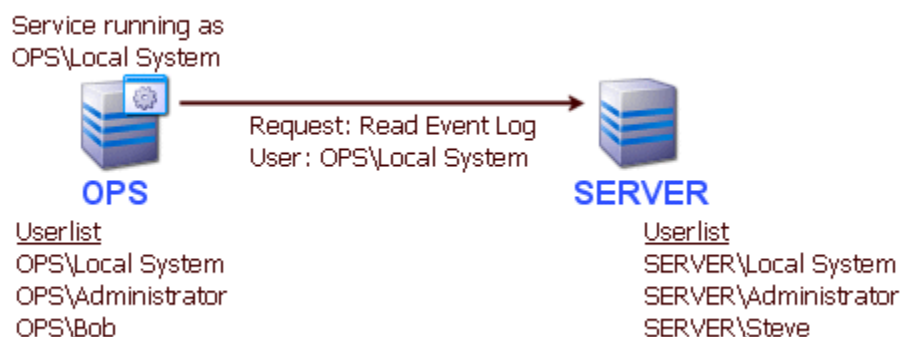 Service running as
OPS\Local System
Request: Read Event Log
User: OPS\Local System
OPS
SERVER
Userlist
OPS\Local System
OPS\Administrator
OPS\Bob
Userlist
SERVER\Local System
SERVER\Administrator
SERVER\Steve